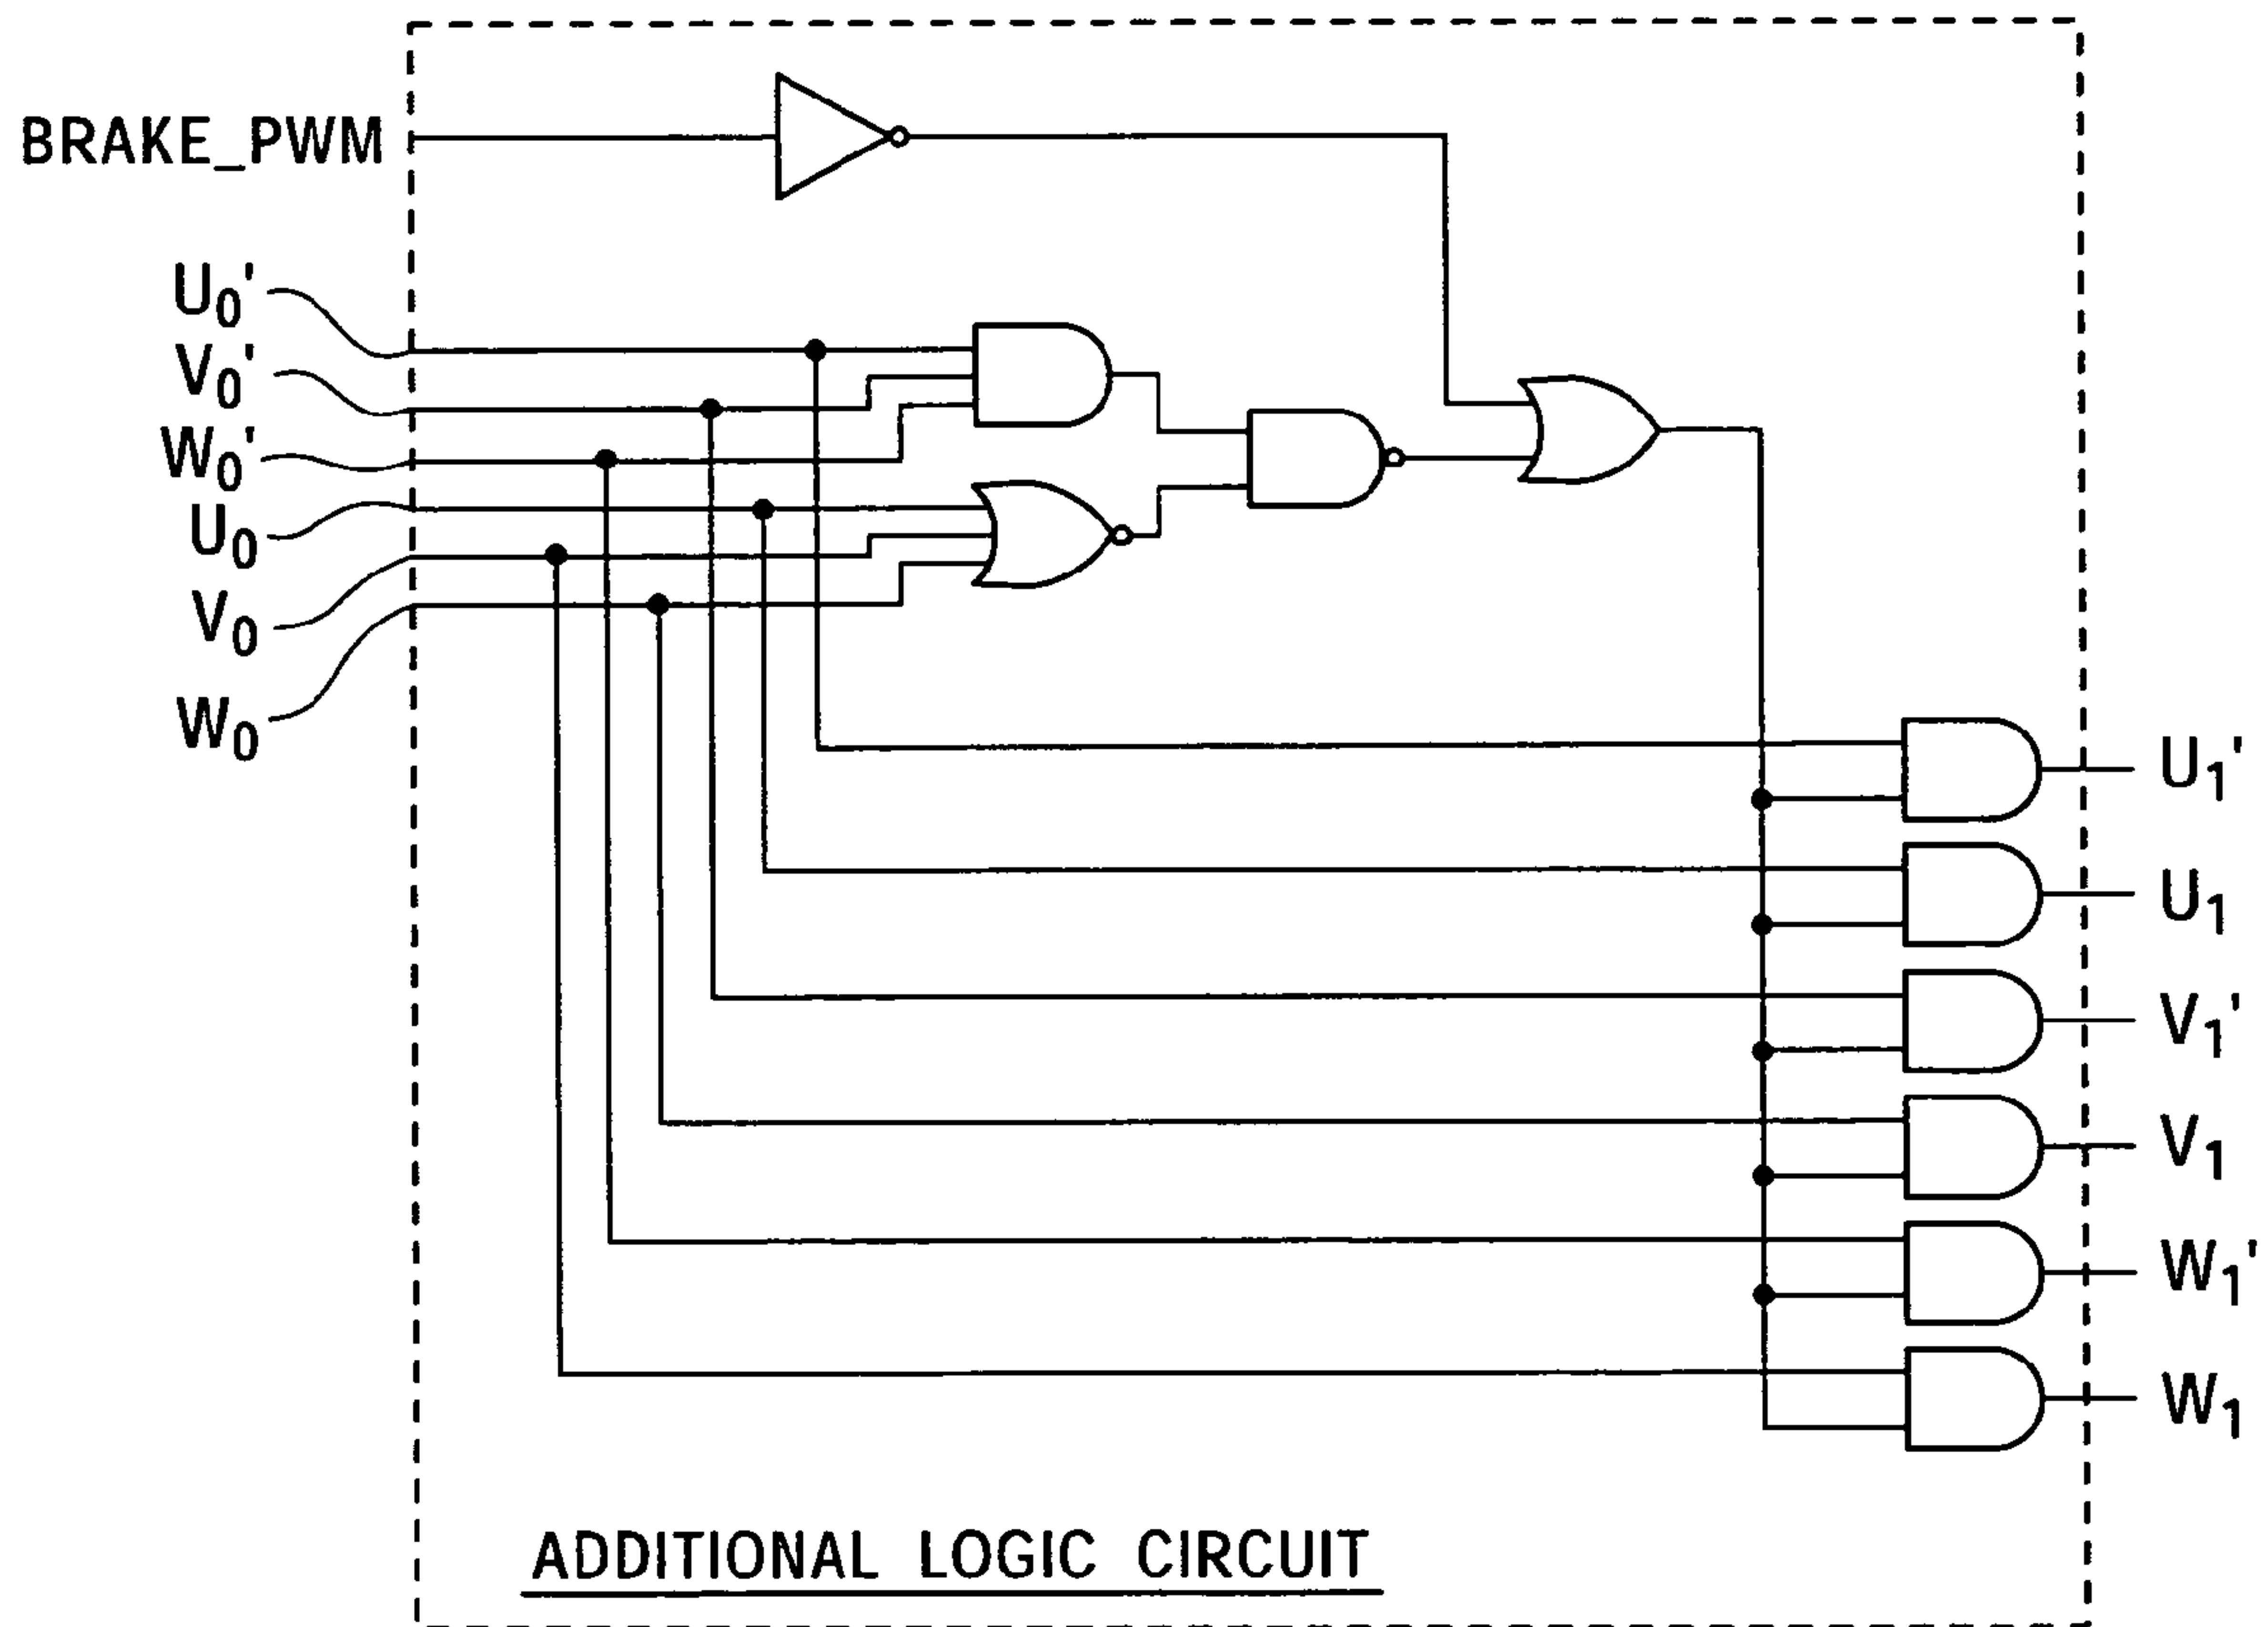 BRAKE_PWM
U0'
V0'
W0'
U0
V0
W0
U1'
U1
V1'
V1
W1'
W1
ADDITIONAL LOGIC CIRCUIT